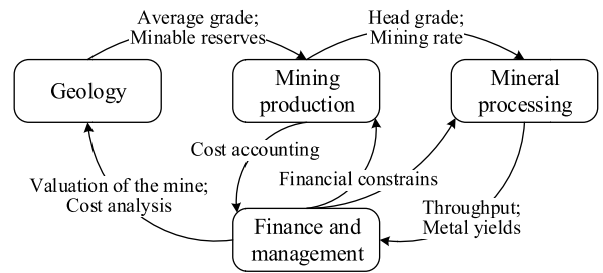 Average grade;
Minable reserves
Head grade;
Mining rate
Geology
Mining
production
Mineral
processing
Cost accounting
Financial constrains
Valuation of the mine;
Cost analysis
Throughput;
Metal yields
Finance and
management